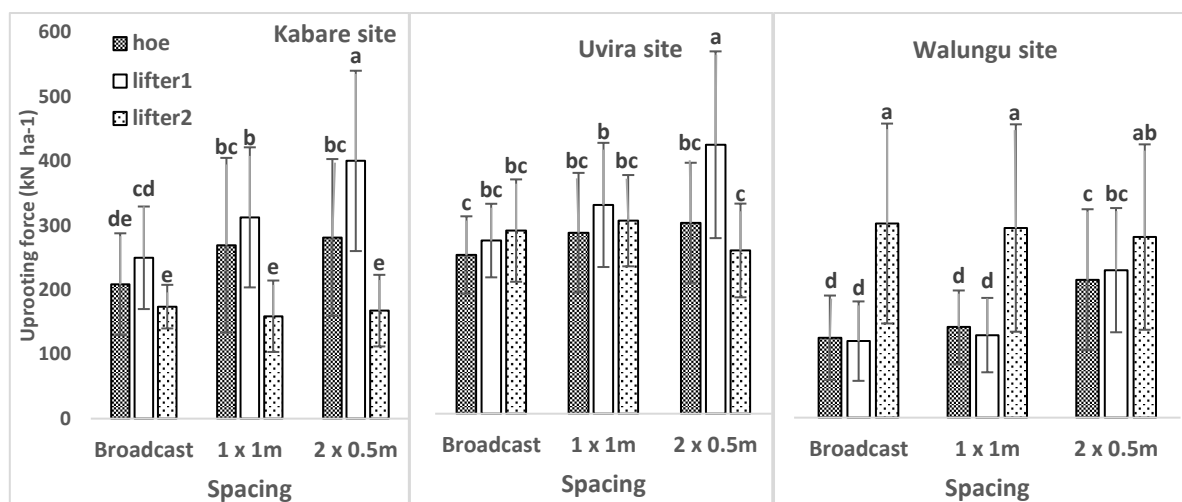 600
500
400
300
200
100
0
Uprooting force (kN ha-1)
hoe
lifter1
lifter2
Kabare site
de cd e
bc b e
bc a e
Broadcast 1 x 1m 2 x 0.5m
Spacing
Uvira site
c bc bc
bc b bc
bc a c
Broadcast 1 x 1m 2 x 0.5m
Spacing
Walungu site
d d a
d d a
c bc ab
Broadcast 1 x 1m 2 x 0.5m
Spacing